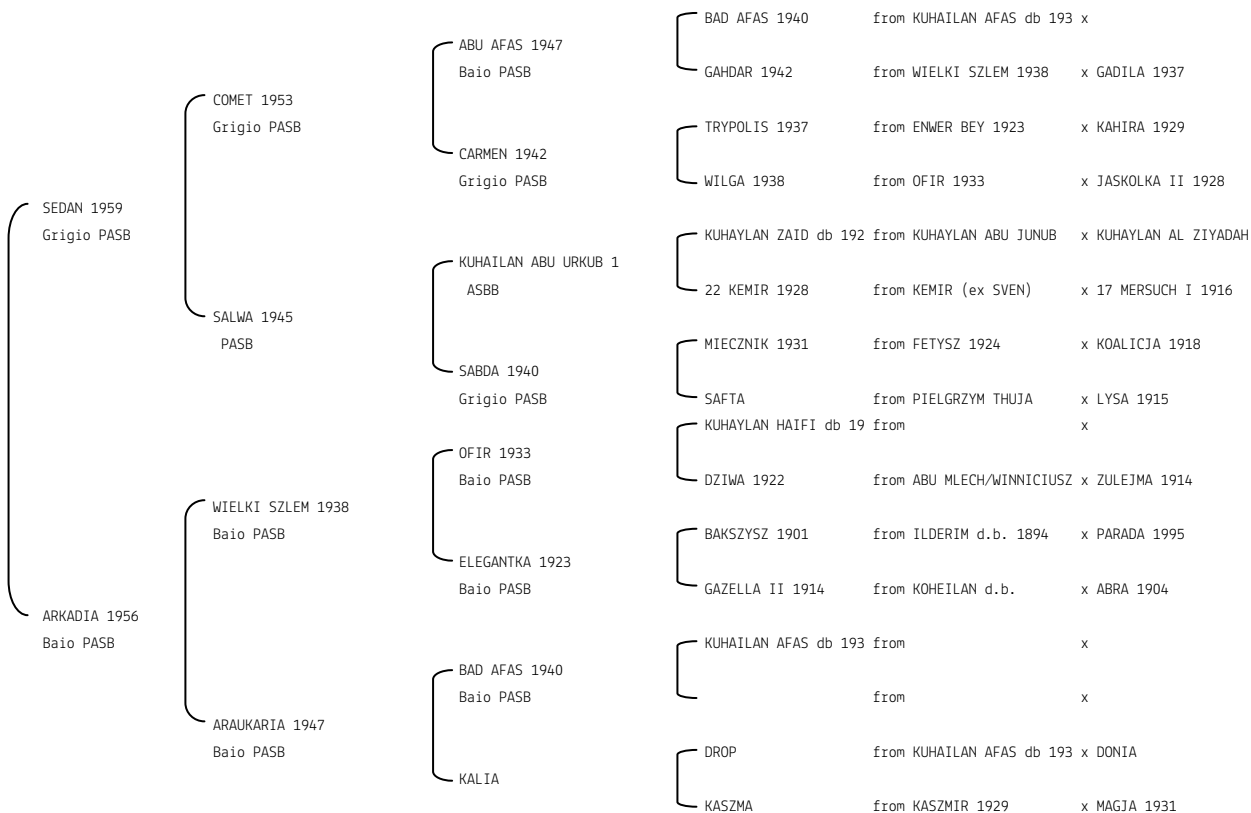 BAD AFAS 1940 from KUHAILAN AFAS db 193 x
ABU AFAS 1947
Baio PASB
GAHDAR 1942 from WIELKI SZLEM 1938 x GADILA 1937
COMET 1953
Grigio PASB
TRYPOLIS 1937 from ENWER BEY 1923 x KAHIRA 1929
CARMEN 1942
Grigio PASB
WILGA 1938 from OFIR 1933 x JASKOLKA II 1928
SEDAN 1959
Grigio PASB
KUHAYLAN ZAID db 192 from KUHAYLAN ABU JUNUB x KUHAYLAN AL ZIYADAH
KUHAILAN ABU URKUB 1
ASBB
22 KEMIR 1928 from KEMIR (ex SVEN) x 17 MERSUCH I 1916
SALWA 1945
PASB
MIECZNIK 1931 from FETYSZ 1924 x KOALICJA 1918
SABDA 1940
Grigio PASB
SAFTA from PIELGRZYM THUJA x LYSA 1915
KUHAYLAN HAIFI db 19 from x
OFIR 1933
Baio PASB
DZIWA 1922 from ABU MLECH/WINNICIUSZ x ZULEJMA 1914
WIELKI SZLEM 1938
Baio PASB
BAKSZYSZ 1901 from ILDERIM d.b. 1894 x PARADA 1995
ELEGANTKA 1923
Baio PASB
GAZELLA II 1914 from KOHEILAN d.b. x ABRA 1904
ARKADIA 1956
Baio PASB
KUHAILAN AFAS db 193 from x
BAD AFAS 1940
Baio PASB
from x
ARAUKARIA 1947
Baio PASB
DROP from KUHAILAN AFAS db 193 x DONIA
KALIA
KASZMA from KASZMIR 1929 x MAGJA 1931